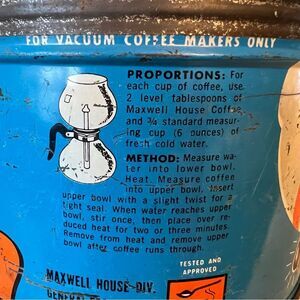 FOR VACUUM COFFEE MAKERS ONLY
PROPORTIONS: For
each cup of coffee, use
2 level tablespoons of
Maxwell House Coffee
and ¾ standard measur-
ing cup (6 ounces) of
fresh cold water.
METHOD: Measure wa-
ter into lower bowl.
Heat. Measure coffee
into upper bowl. Insert
upper bowl with a slight twist for a
tight seal. When water reaches upper
bowl, stir once, then place over re-
duced heat for two or three minutes.
Remove from heat and remove upper
bowl after coffee runs through.
TESTED AND
APPROVED
MAXWELL HOUSE DIV.
GENERAL